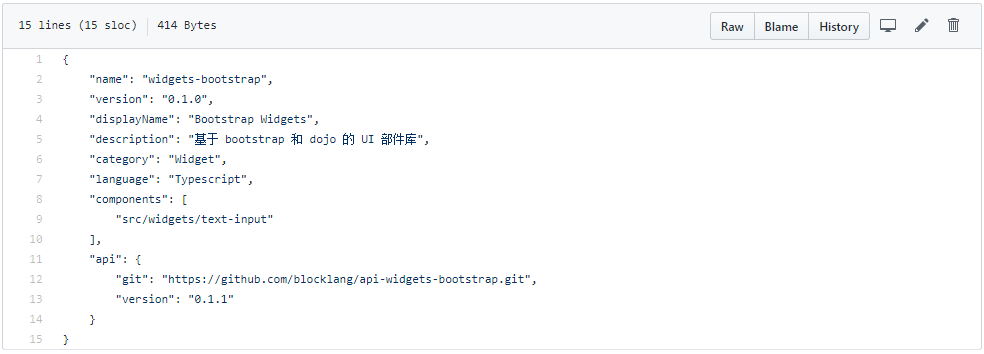 15 lines (15 sloc) 414 Bytes Raw Blame History
1 {
2 "name": "widgets-bootstrap",
3 "version": "0.1.0",
4 "displayName": "Bootstrap Widgets",
5 "description": "基于 bootstrap 和 dojo 的 UI 部件库",
6 "category": "Widget",
7 "language": "Typescript",
8 "components": [
9 "src/widgets/text-input"
10 ],
11 "api": {
12 "git": "https://github.com/blocklang/api-widgets-bootstrap.git",
13 "version": "0.1.1"
14 }
15 }